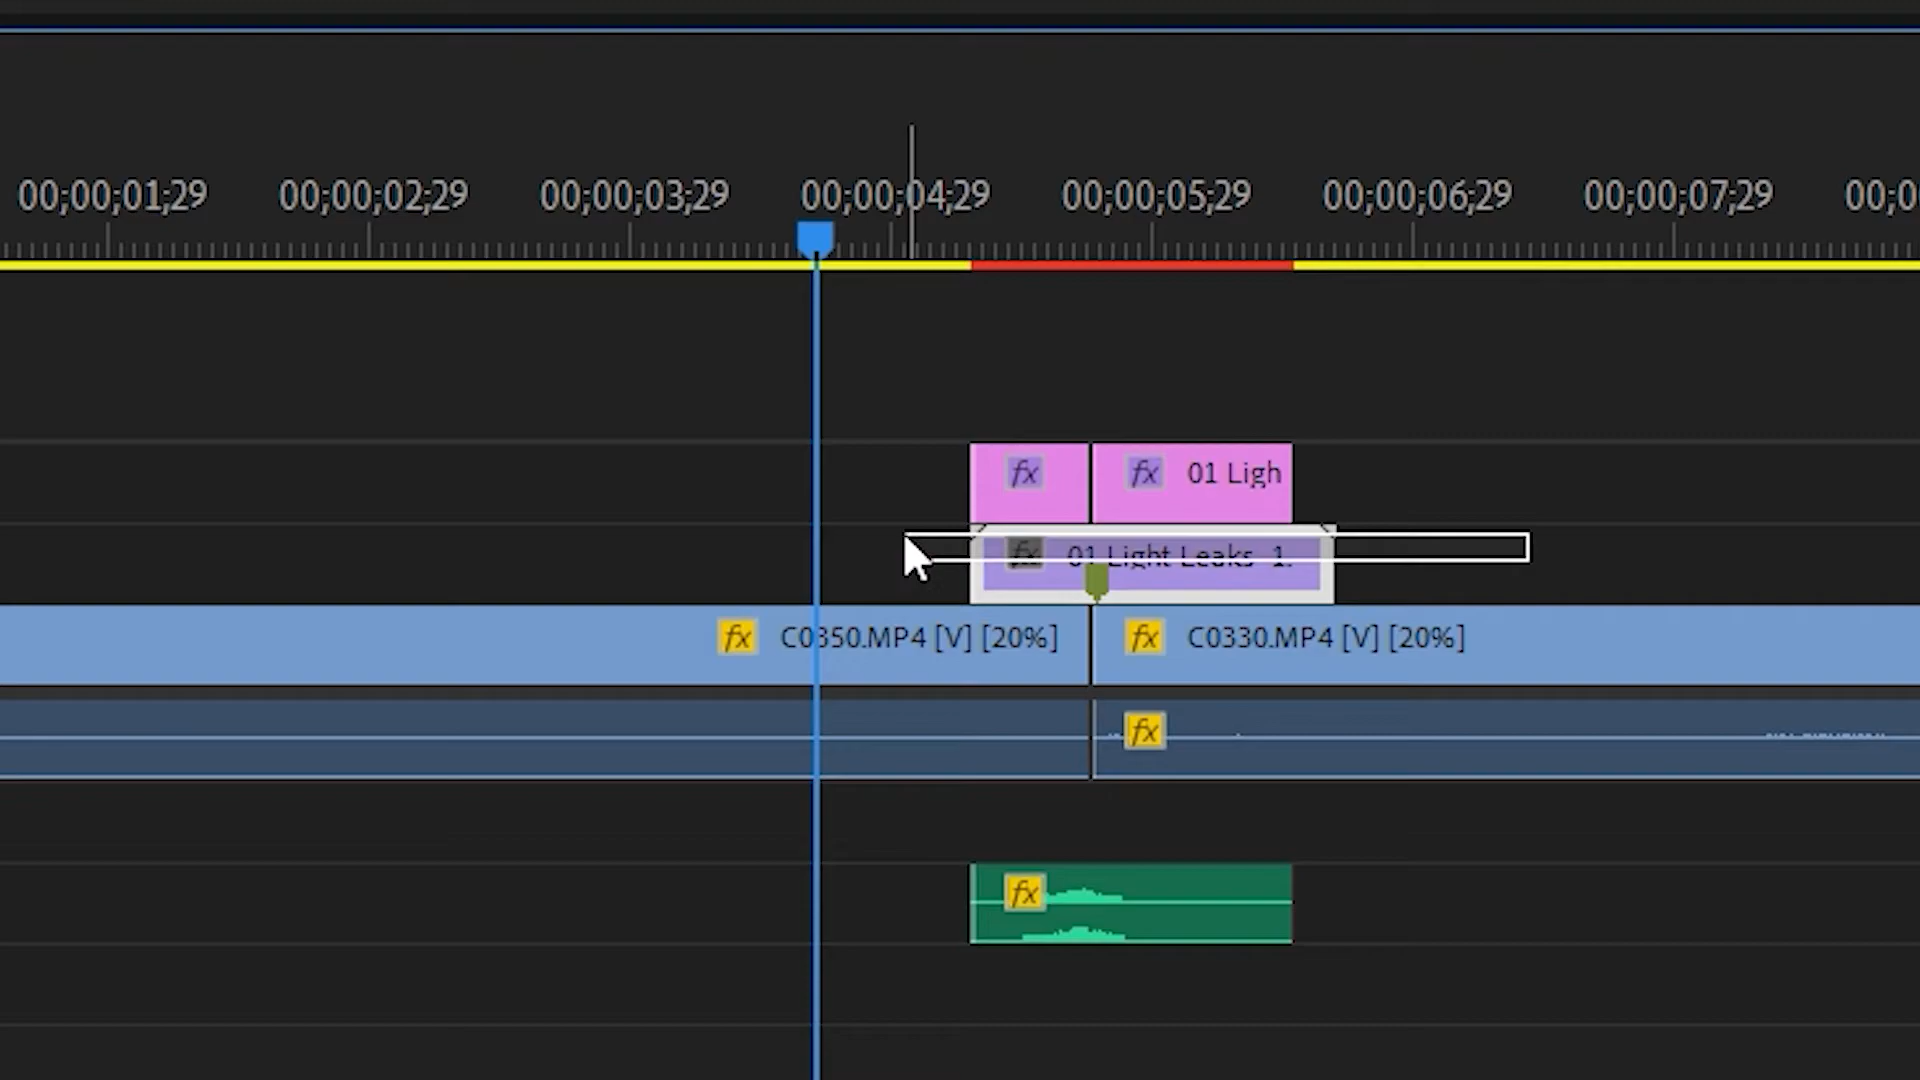 00;00;01;29 00;00;02;29 00;00;03;29 00;00;04;29 00;00;05;29 00;00;06;29 00;00;07;29 00;0
fx fx 01 Ligh
fx 01 Light Leaks 1.
fx C0350.MP4 [V] [20%] fx C0330.MP4 [V] [20%]
fx
fx